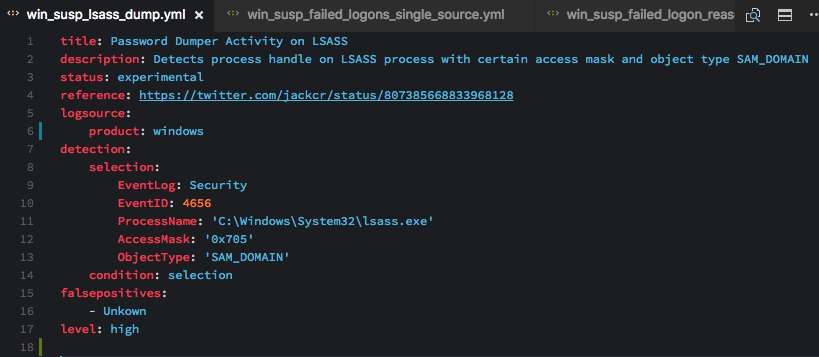 win_susp_lsass_dump.yml × win_susp_failed_logons_single_source.yml win_susp_failed_logon_reas
1 title: Password Dumper Activity on LSASS
2 description: Detects process handle on LSASS process with certain access mask and object type SAM_DOMAIN
3 status: experimental
4 reference: https://twitter.com/jackcr/status/807385668833968128
5 logsource:
6 product: windows
7 detection:
8 selection:
9 EventLog: Security
10 EventID: 4656
11 ProcessName: 'C:\Windows\System32\lsass.exe'
12 AccessMask: '0x705'
13 ObjectType: 'SAM_DOMAIN'
14 condition: selection
15 falsepositives:
16 - Unkown
17 level: high
18